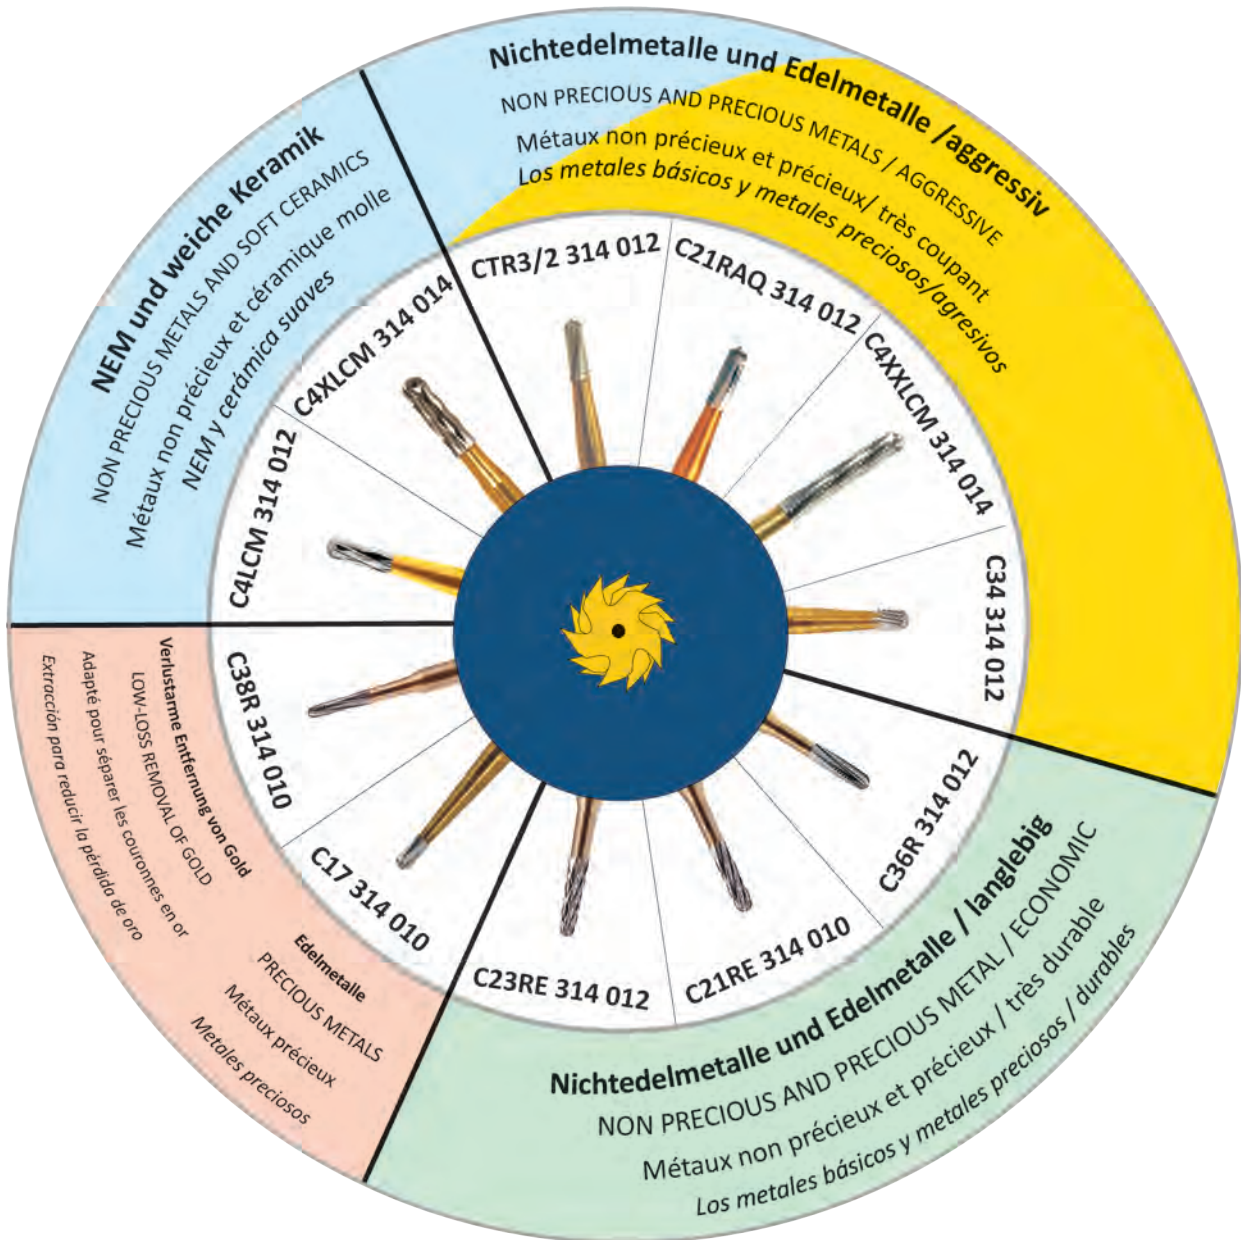 Nichtedelmetalle und Edelmetalle /aggressiv
NON PRECIOUS AND PRECIOUS METALS / AGGRESSIVE
Métaux non précieux et précieux/ très coupant
Los metales básicos y metales preciosos/agresivos
CTR3/2 314 012
C21RAQ 314 012
C4XXLCM 314 014
C34 314 012
C36R 314 012
C21RE 314 010
C23RE 314 012
Nichtedelmetalle und Edelmetalle / langlebig
NON PRECIOUS AND PRECIOUS METAL / ECONOMIC
Métaux non précieux et précieux / très durable
Los metales básicos y metales preciosos / durables
C17 314 010
Edelmetalle
PRECIOUS METALS
Métaux précieux
Metales preciosos
C38R 314 010
Verlustarme Entfernung von Gold
LOW-LOSS REMOVAL OF GOLD
Adapté pour séparer les couronnes en or
Extracción para reducir la pérdida de oro
C4LCM 314 012
C4XLCM 314 014
NEM und weiche Keramik
NON PRECIOUS METALS AND SOFT CERAMICS
Métaux non précieux et céramique molle
NEM y cerámica suaves